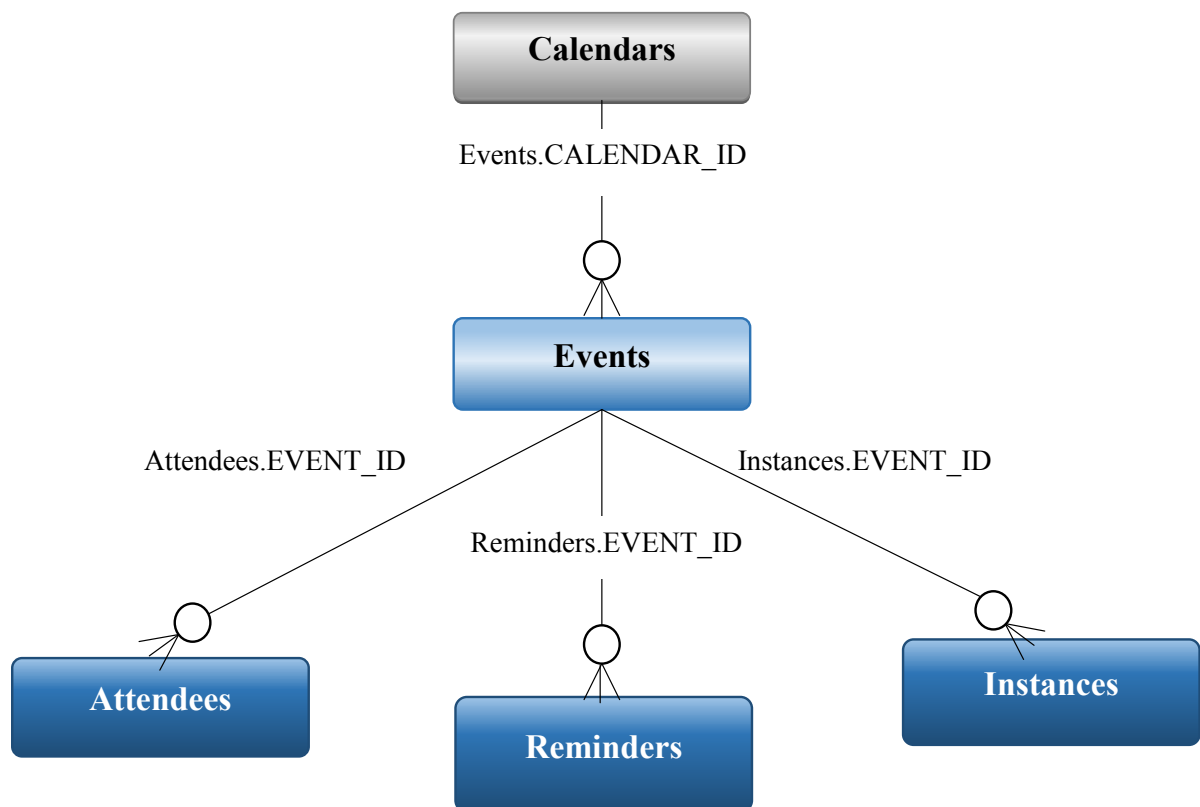 Calendars
Events.CALENDAR_ID
Events
Attendees.EVENT_ID
Instances.EVENT_ID
Reminders.EVENT_ID
Attendees
Instances
Reminders